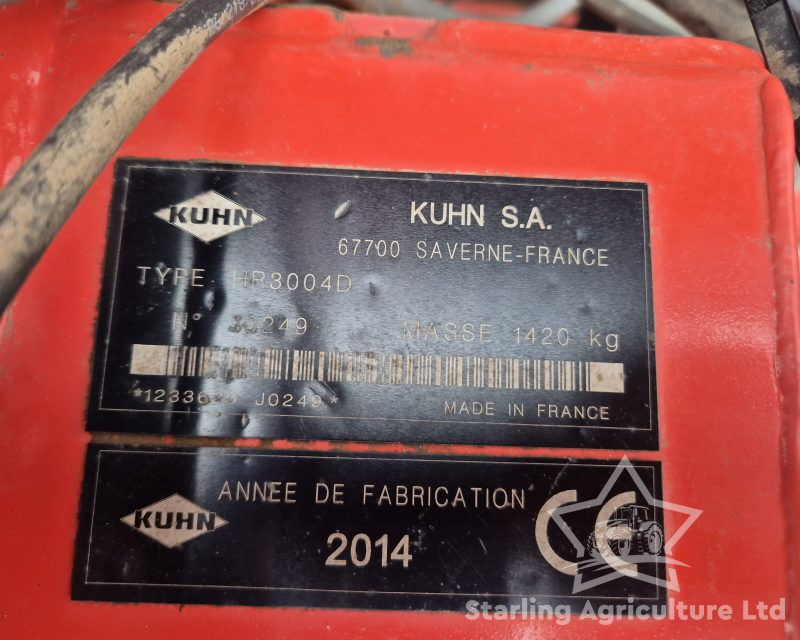 KUHN
KUHN S.A.
67700 SAVERNE-FRANCE
TYPE HR3004D
N° J0249 MASSE 1420 kg
J0249*
MADE IN FRANCE
KUHN
ANNEE DE FABRICATION
2014
CE
Starling Agriculture Ltd